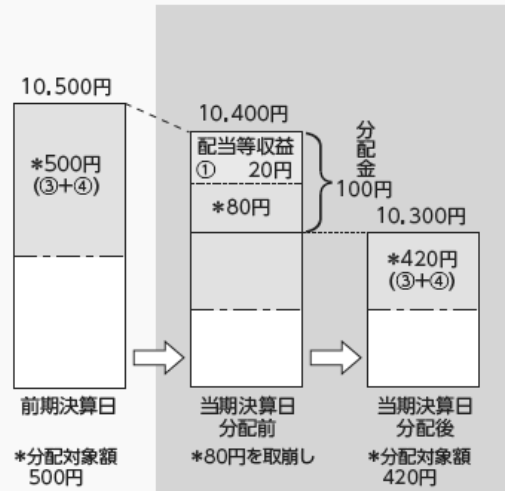 10,500円
*500円
(③+④)
前期決算日
*分配対象額
500円
10,400円
配当等収益
① 20円
*80円
分配金
100円
当期決算日
分配前
*80円を取崩し
10,300円
*420円
(③+④)
当期決算日
分配後
*分配対象額
420円